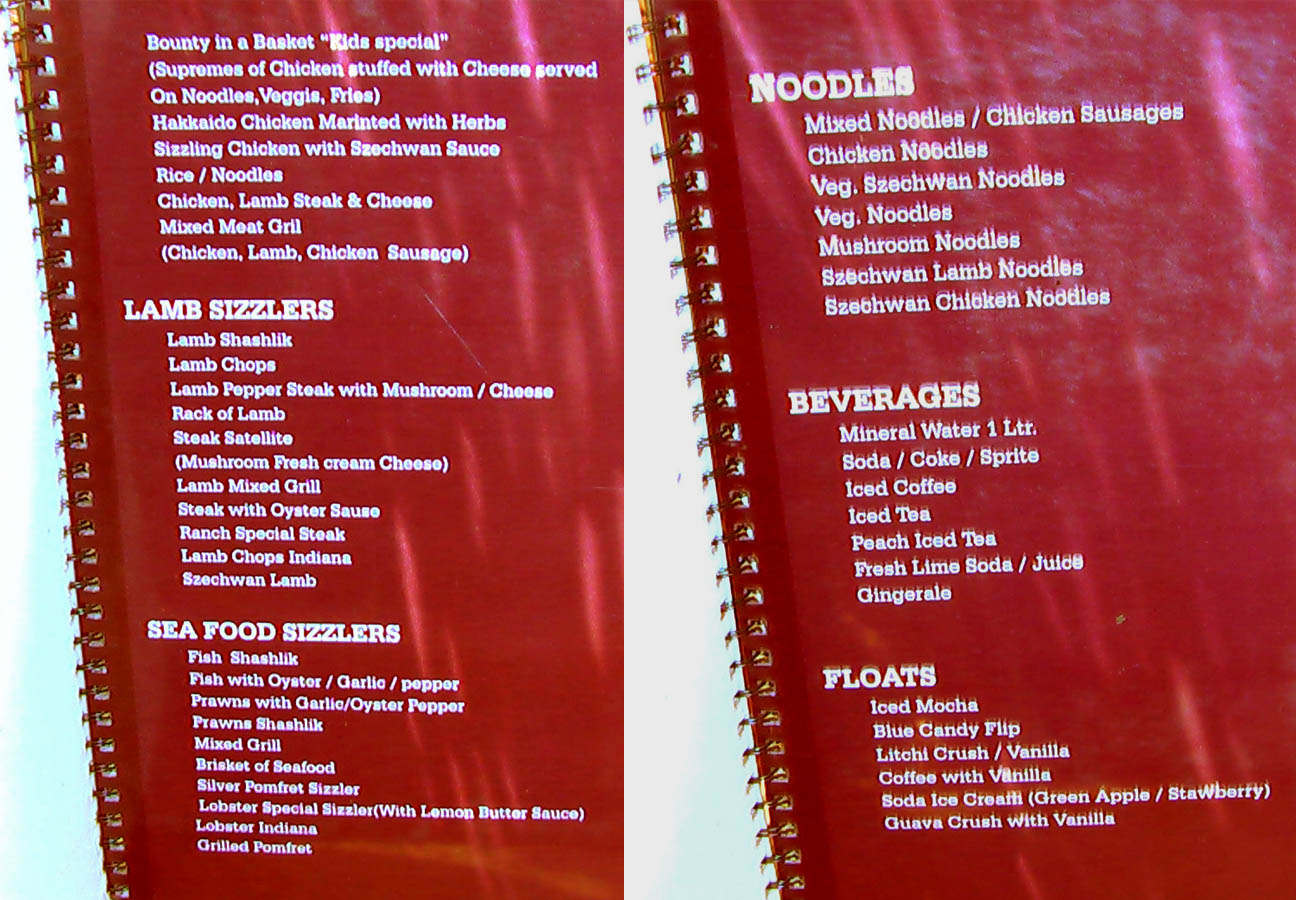 Bounty in a Basket “Kids special”
(Supremes of Chicken stuffed with Cheese served
On Noodles,Veggis, Fries)
Hakkaido Chicken Marinted with Herbs
Sizzling Chicken with Szechwan Sauce
Rice / Noodles
Chicken, Lamb Steak & Cheese
Mixed Meat Gril
(Chicken, Lamb, Chicken Sausage)
LAMB SIZZLERS
Lamb Shashlik
Lamb Chops
Lamb Pepper Steak with Mushroom / Cheese
Rack of Lamb
Steak Satellite
(Mushroom Fresh cream Cheese)
Lamb Mixed Grill
Steak with Oyster Sause
Ranch Special Steak
Lamb Chops Indiana
Szechwan Lamb
SEA FOOD SIZZLERS
Fish Shashlik
Fish with Oyster / Garlic / pepper
Prawns with Garlic/Oyster Pepper
Prawns Shashlik
Mixed Grill
Brisket of Seafood
Silver Pomfret Sizzler
Lobster Special Sizzler(With Lemon Butter Sauce)
Lobster Indiana
Grilled Pomfret
NOODLES
Mixed Noodles / Chicken Sausages
Chicken Noodles
Veg. Szechwan Noodles
Veg. Noodles
Mushroom Noodles
Szechwan Lamb Noodles
Szechwan Chicken Noodles
BEVERAGES
Mineral Water 1 Ltr.
Soda / Coke / Sprite
Iced Coffee
Iced Tea
Peach Iced Tea
Fresh Lime Soda / Juice
Gingerale
FLOATS
Iced Mocha
Blue Candy Flip
Litchi Crush / Vanilla
Coffee with Vanilla
Soda Ice Cream (Green Apple / Stawberry)
Guava Crush with Vanilla